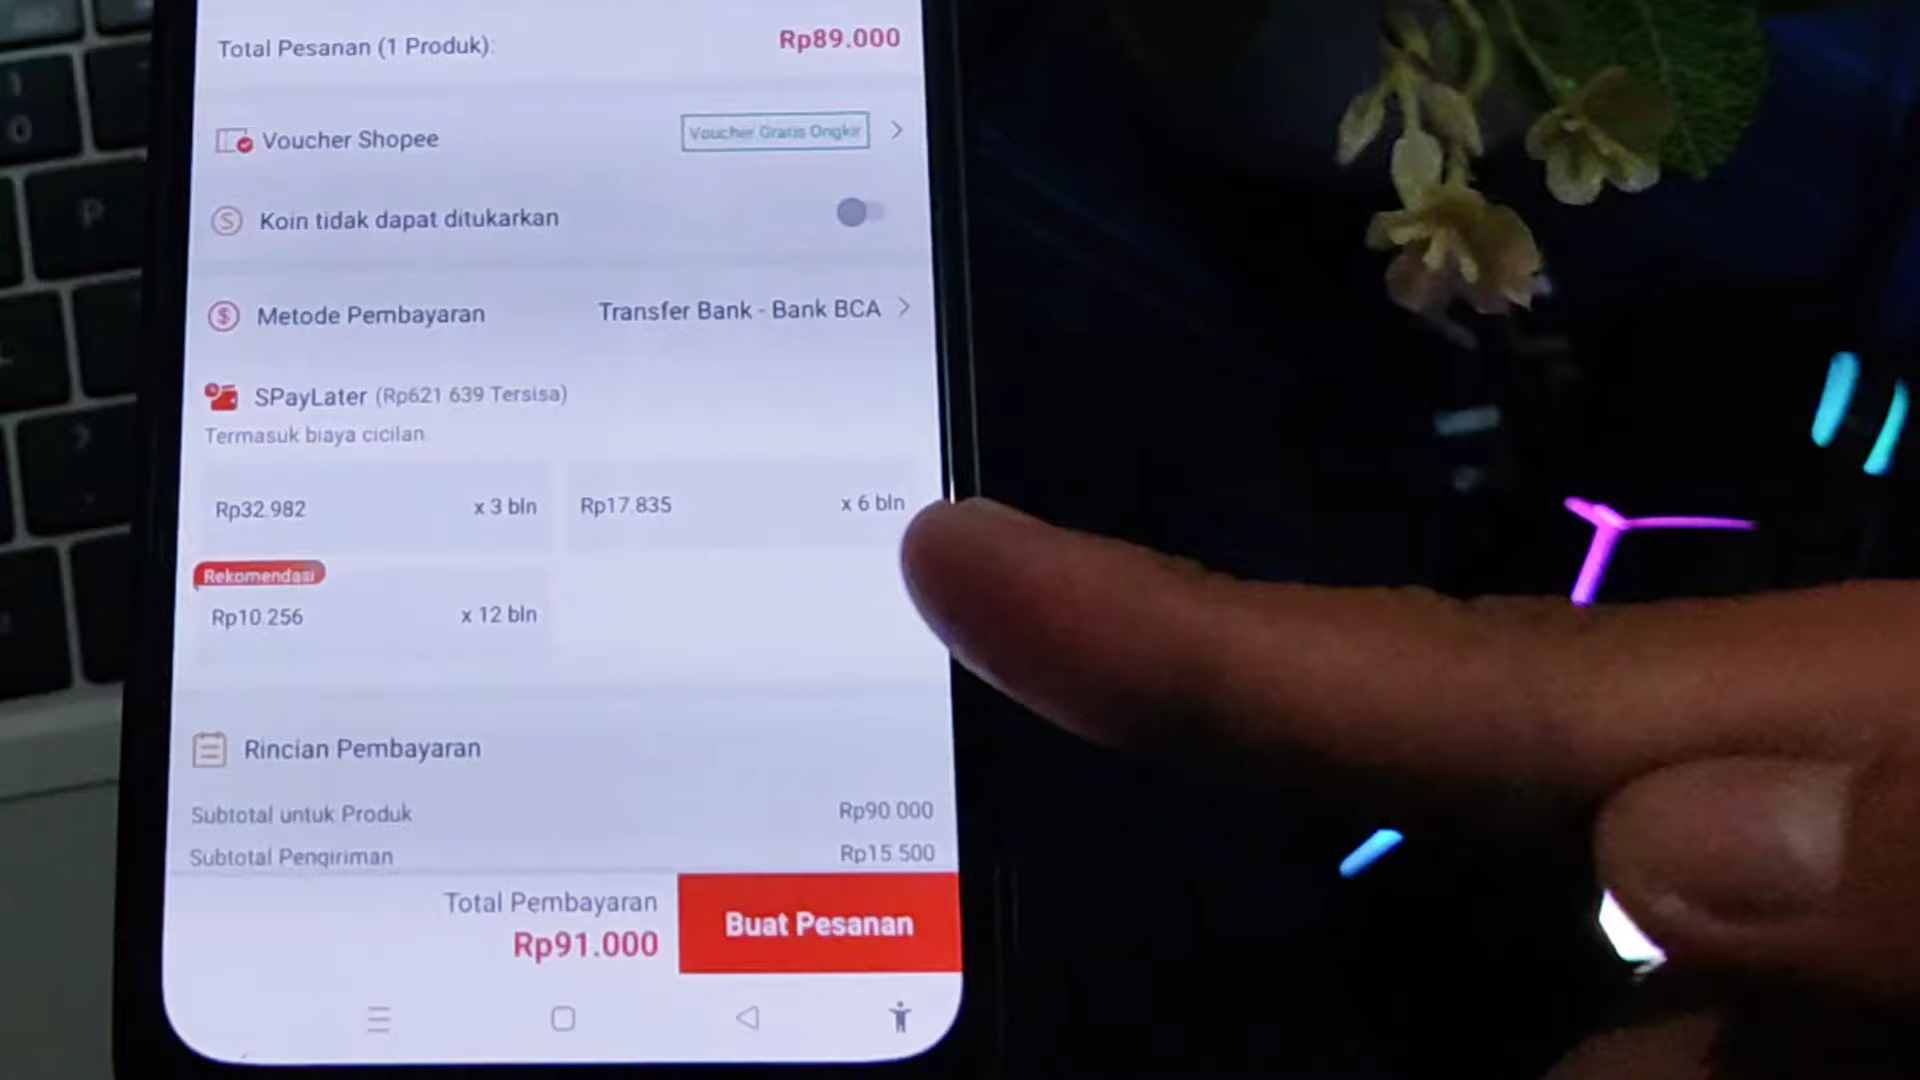 Total Pesanan (1 Produk): Rp89.000
Voucher Shopee Voucher Gratis Ongkir
Koin tidak dapat ditukarkan
Metode Pembayaran Transfer Bank - Bank BCA
SPayLater (Rp621.639 Tersisa)
Termasuk biaya cicilan
Rp32.982 x 3 bln Rp17.835 x 6 bln
Rekomendasi
Rp10.256 x 12 bln
Rincian Pembayaran
Subtotal untuk Produk Rp90.000
Subtotal Pengiriman Rp15.500
Total Pembayaran
Rp91.000
Buat Pesanan
P